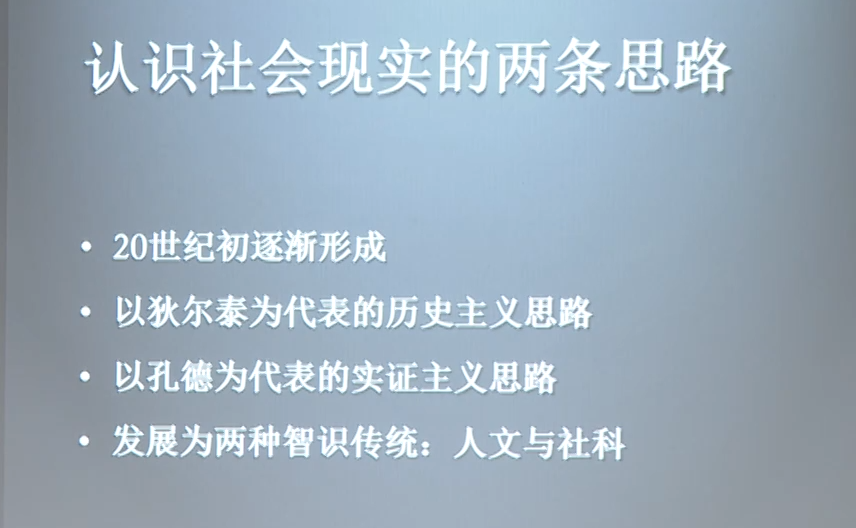 认识社会现实的两条思路
• 20世纪初逐渐形成
• 以狄尔泰为代表的历史主义思路
• 以孔德为代表的实证主义思路
• 发展为两种智识传统：人文与社科